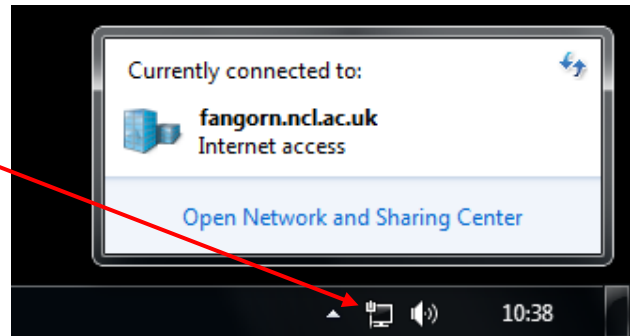 Currently connected to:
fangorn.ncl.ac.uk
Internet access
Open Network and Sharing Center
10:38